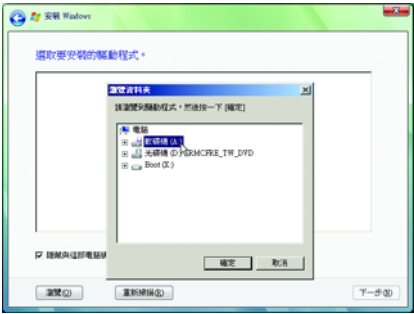 安裝 Windows
選取要安裝的驅動程式。
瀏覽資料夾
請瀏覽到驅動程式，然後按一下 [確定]
電腦
軟碟機 (A:)
光碟機 (D:) GRMCFRE_TW_DVD
Boot (X:)
確定
取消
隱藏與這部電腦
瀏覽(O)
重新掃描(R)
下一步(N)